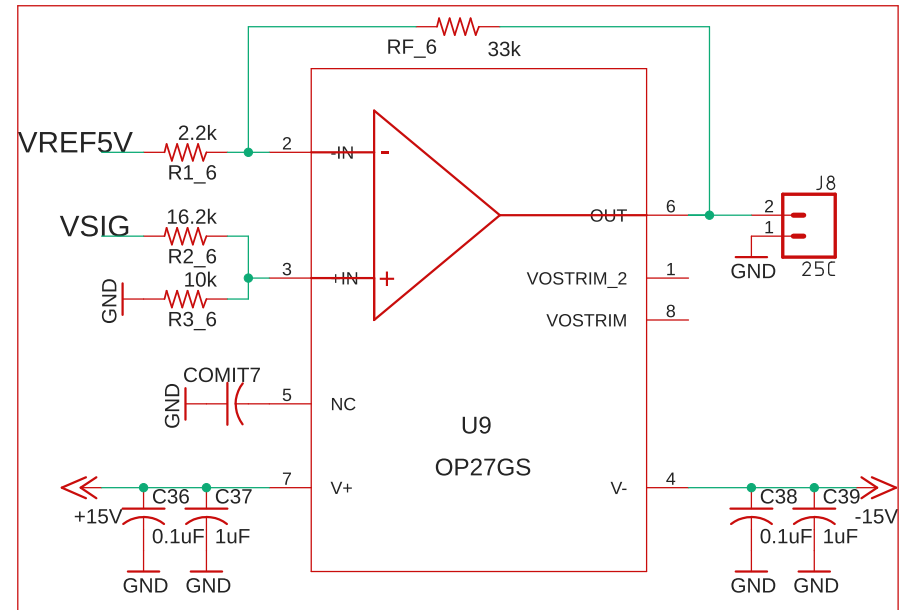 RF_6
33k
VREF5V
2.2k
R1_6
2
-IN
-
VSIG
16.2k
R2_6
10k
3
+IN
+
GND
R3_6
OUT
6
J8
2
1
GND
25C
VOSTRIM_2
1
VOSTRIM
8
COMIT7
GND
5
NC
U9
OP27GS
7
V+
V-
4
+15V
C36
0.1uF
C37
1uF
GND
GND
C38
0.1uF
C39
1uF
-15V
GND
GND